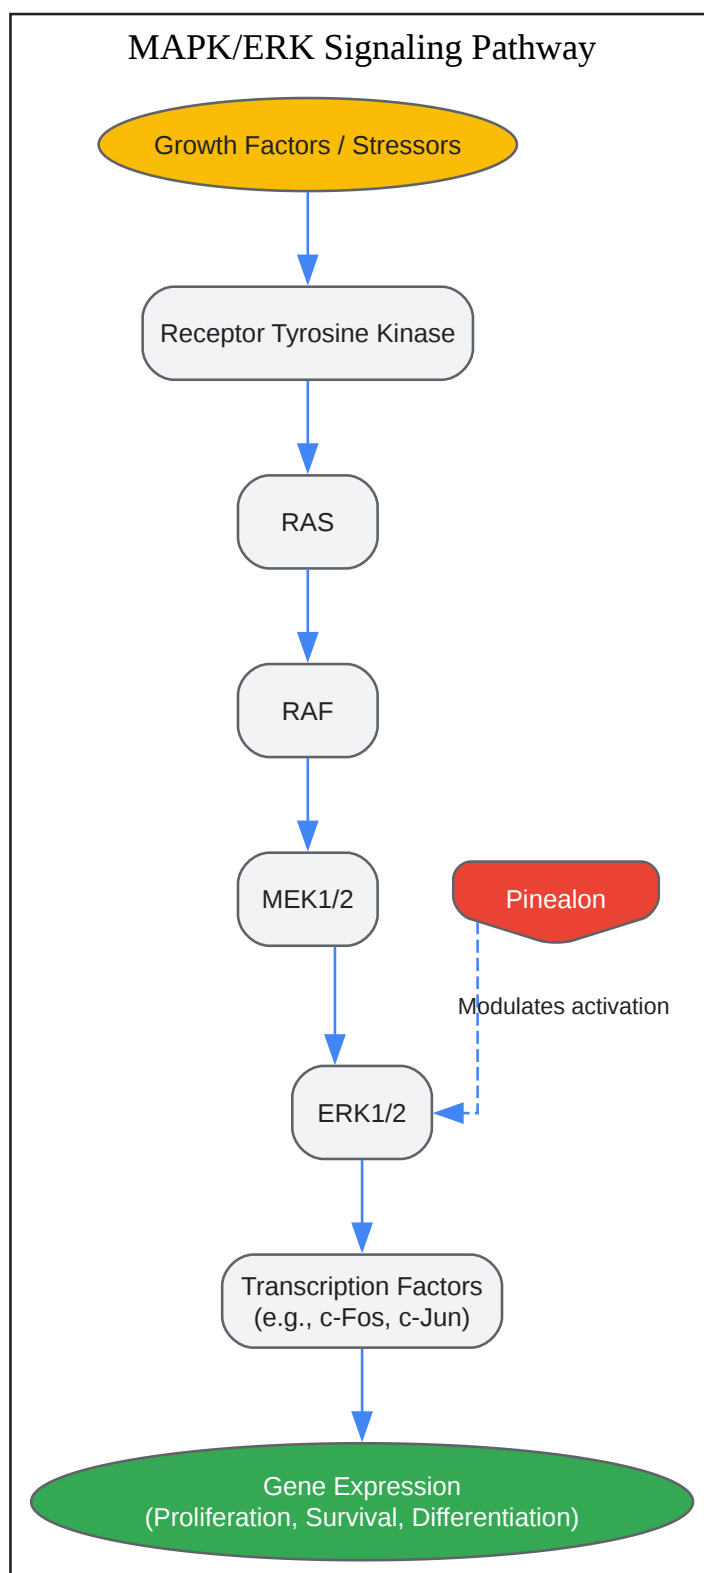 MAPK/ERK Signaling Pathway
Growth Factors / Stressors
Receptor Tyrosine Kinase
RAS
RAF
MEK1/2
Pinealon
Modulates activation
ERK1/2
Transcription Factors
(e.g., c-Fos, c-Jun)
Gene Expression
(Proliferation, Survival, Differentiation)